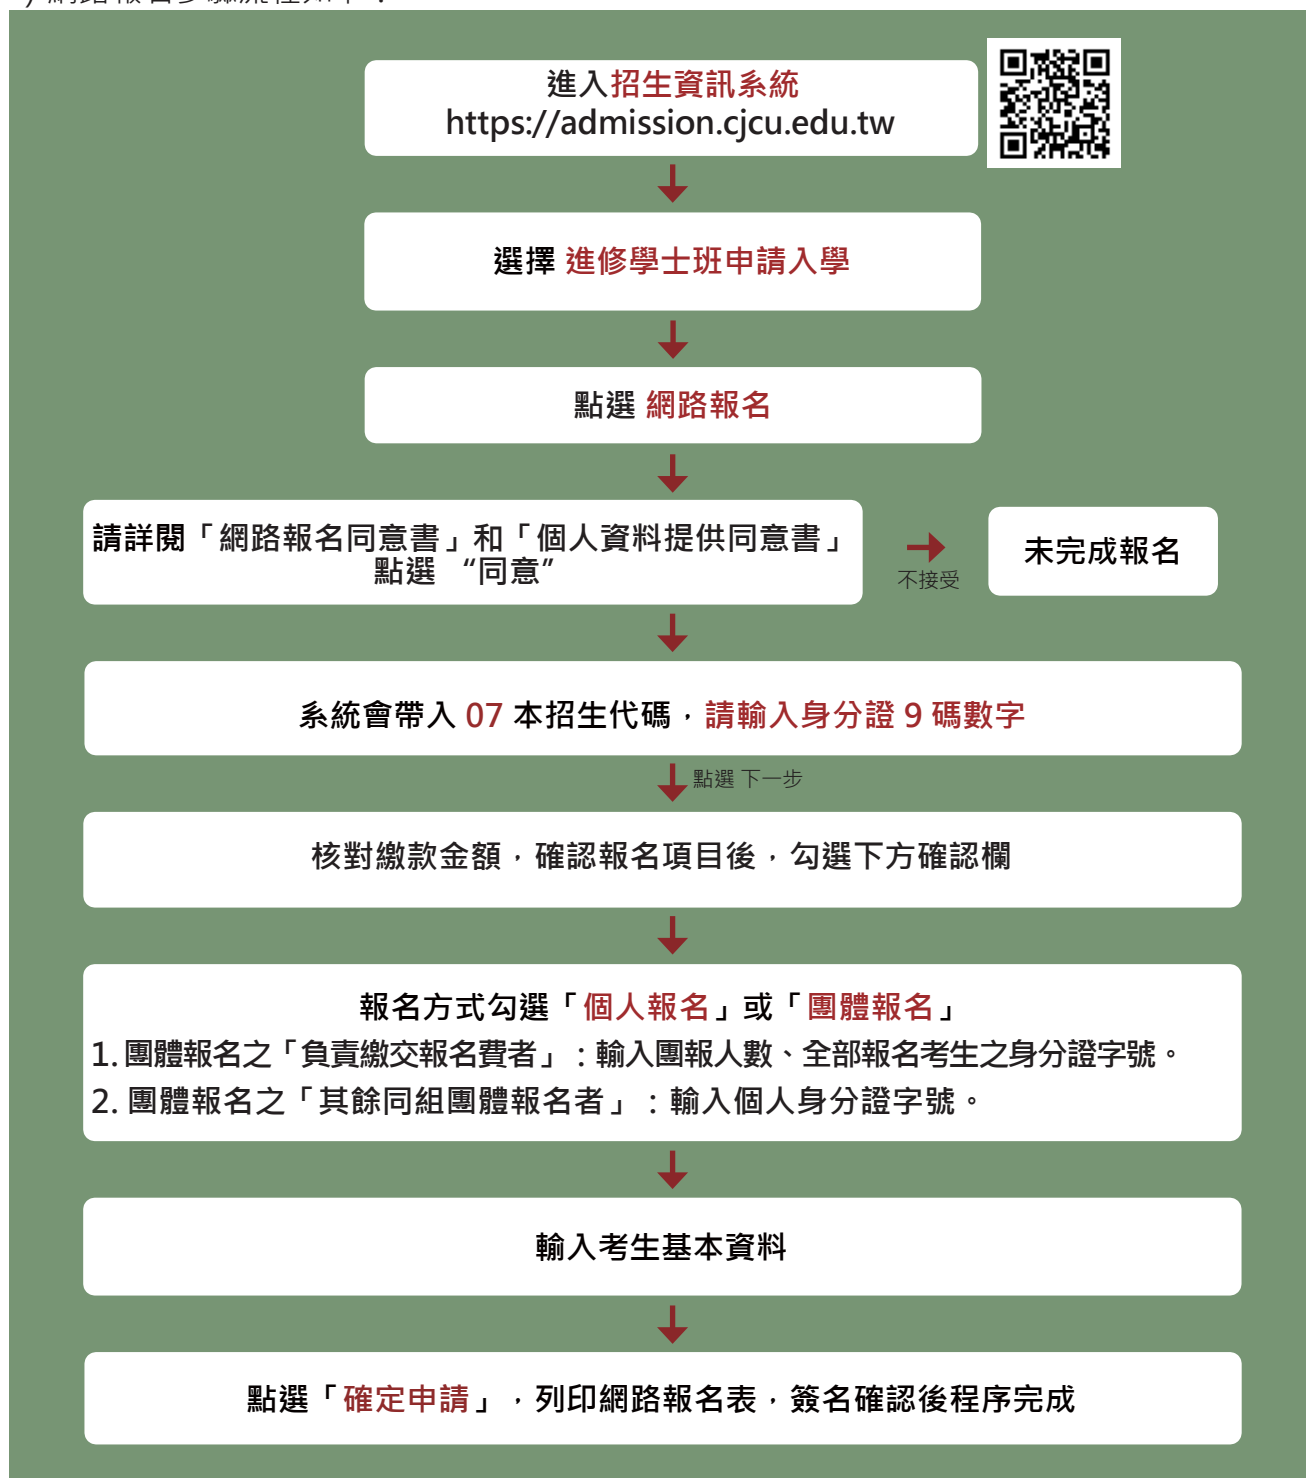 網路報名步驟流程如下：
進入招生資訊系統
https://admission.cjcu.edu.tw
選擇 進修學士班申請入學
點選 網路報名
請詳閱「網路報名同意書」和「個人資料提供同意書」
點選 “同意”
不接受
未完成報名
系統會帶入 07 本招生代碼，請輸入身分證 9 碼數字
點選 下一步
核對繳款金額，確認報名項目後，勾選下方確認欄
報名方式勾選「個人報名」或「團體報名」
1. 團體報名之「負責繳交報名費者」：輸入團報人數、全部報名考生之身分證字號。
2. 團體報名之「其餘同組團體報名者」：輸入個人身分證字號。
輸入考生基本資料
點選「確定申請」，列印網路報名表，簽名確認後程序完成